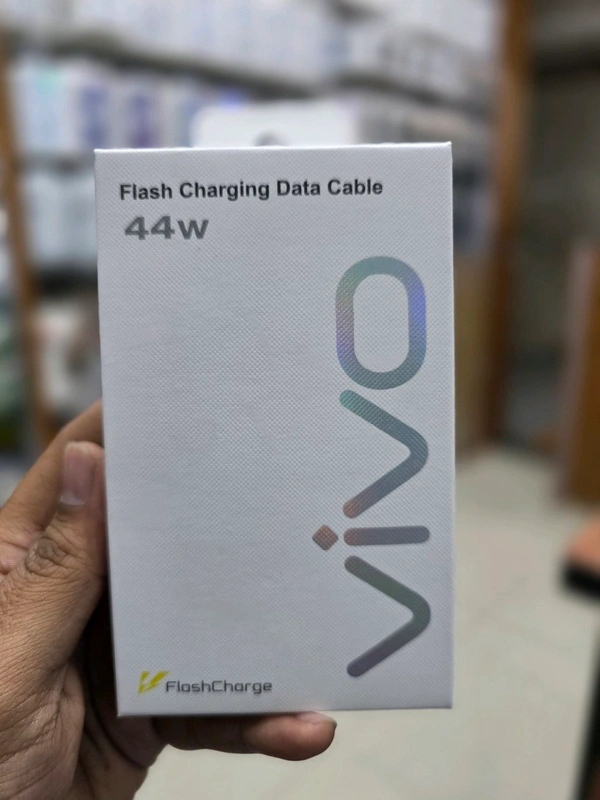 Flash Charging Data Cable
44w
vivo
FlashCharge